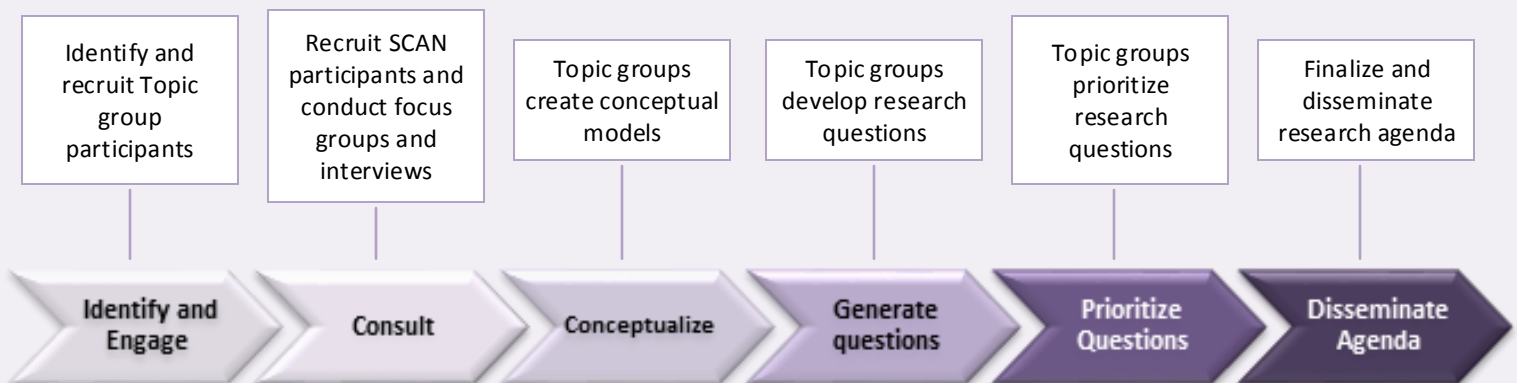 Identify and
recruit Topic
group
participants
Recruit SCAN
participants and
conduct focus
groups and
interviews
Topic groups
create conceptual
models
Topic groups
develop research
questions
Topic groups
prioritize
research
questions
Finalize and
disseminate
research agenda
Identify and
Engage
Consult
Conceptualize
Generate
questions
Prioritize
Questions
Disseminate
Agenda